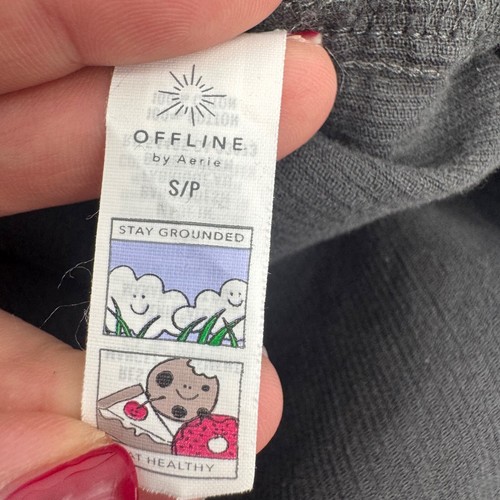 OFFLINE
by Aerie
S/P
STAY GROUNDED
HEALTHY